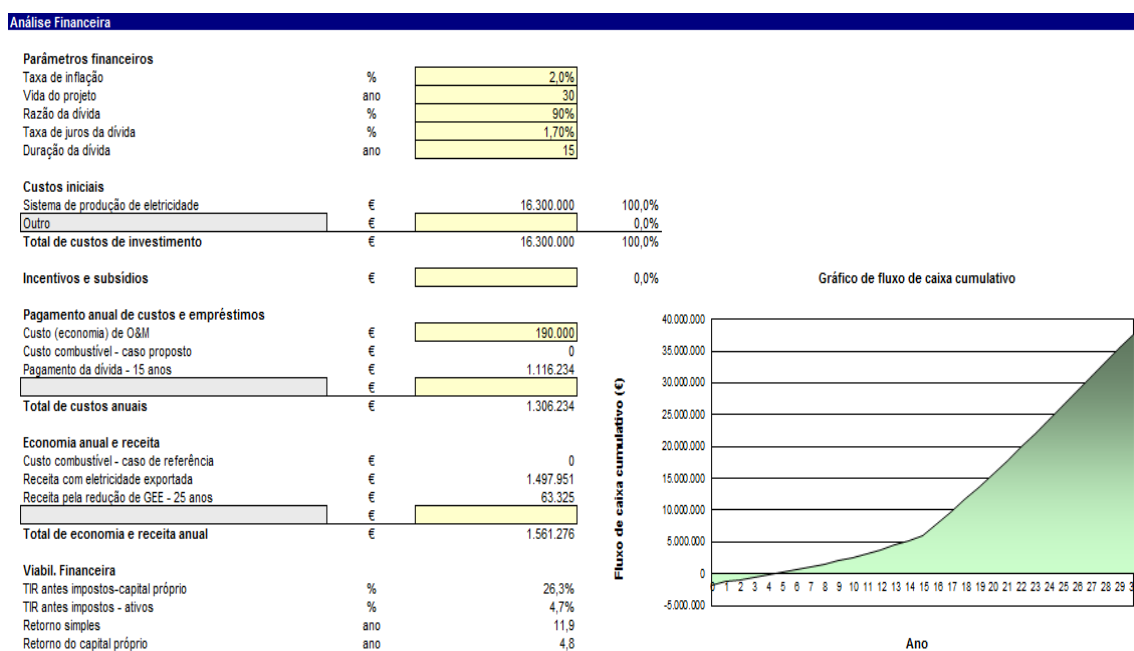 Análise Financeira
Parâmetros financeiros
Taxa de inflação % 2,0%
Vida do projeto ano 30
Razão da dívida % 90%
Taxa de juros da dívida % 1,70%
Duração da dívida ano 15
Custos iniciais
Sistema de produção de eletricidade € 16.300.000 100,0%
Outro € 0,0%
Total de custos de investimento € 16.300.000 100,0%
Incentivos e subsídios € 0,0%
Pagamento anual de custos e empréstimos
Custo (economia) de O&M € 190.000
Custo combustível - caso proposto € 0
Pagamento da dívida - 15 anos € 1.116.234
€
Total de custos anuais € 1.306.234
Economia anual e receita
Custo combustível - caso de referência € 0
Receita com eletricidade exportada € 1.497.951
Receita pela redução de GEE - 25 anos € 63.325
€
Total de economia e receita anual € 1.561.276
Viabil. Financeira
TIR antes impostos-capital próprio % 26,3%
TIR antes impostos - ativos % 4,7%
Retorno simples ano 11,9
Retorno do capital próprio ano 4,8
Gráfico de fluxo de caixa cumulativo
Fluxo de caixa cumulativo (€)
40.000.000
35.000.000
30.000.000
25.000.000
20.000.000
15.000.000
10.000.000
5.000.000
0
-5.000.000
0 1 2 3 4 5 6 7 8 9 10 11 12 13 14 15 16 17 18 19 20 21 22 23 24 25 26 27 28 29 3
Ano